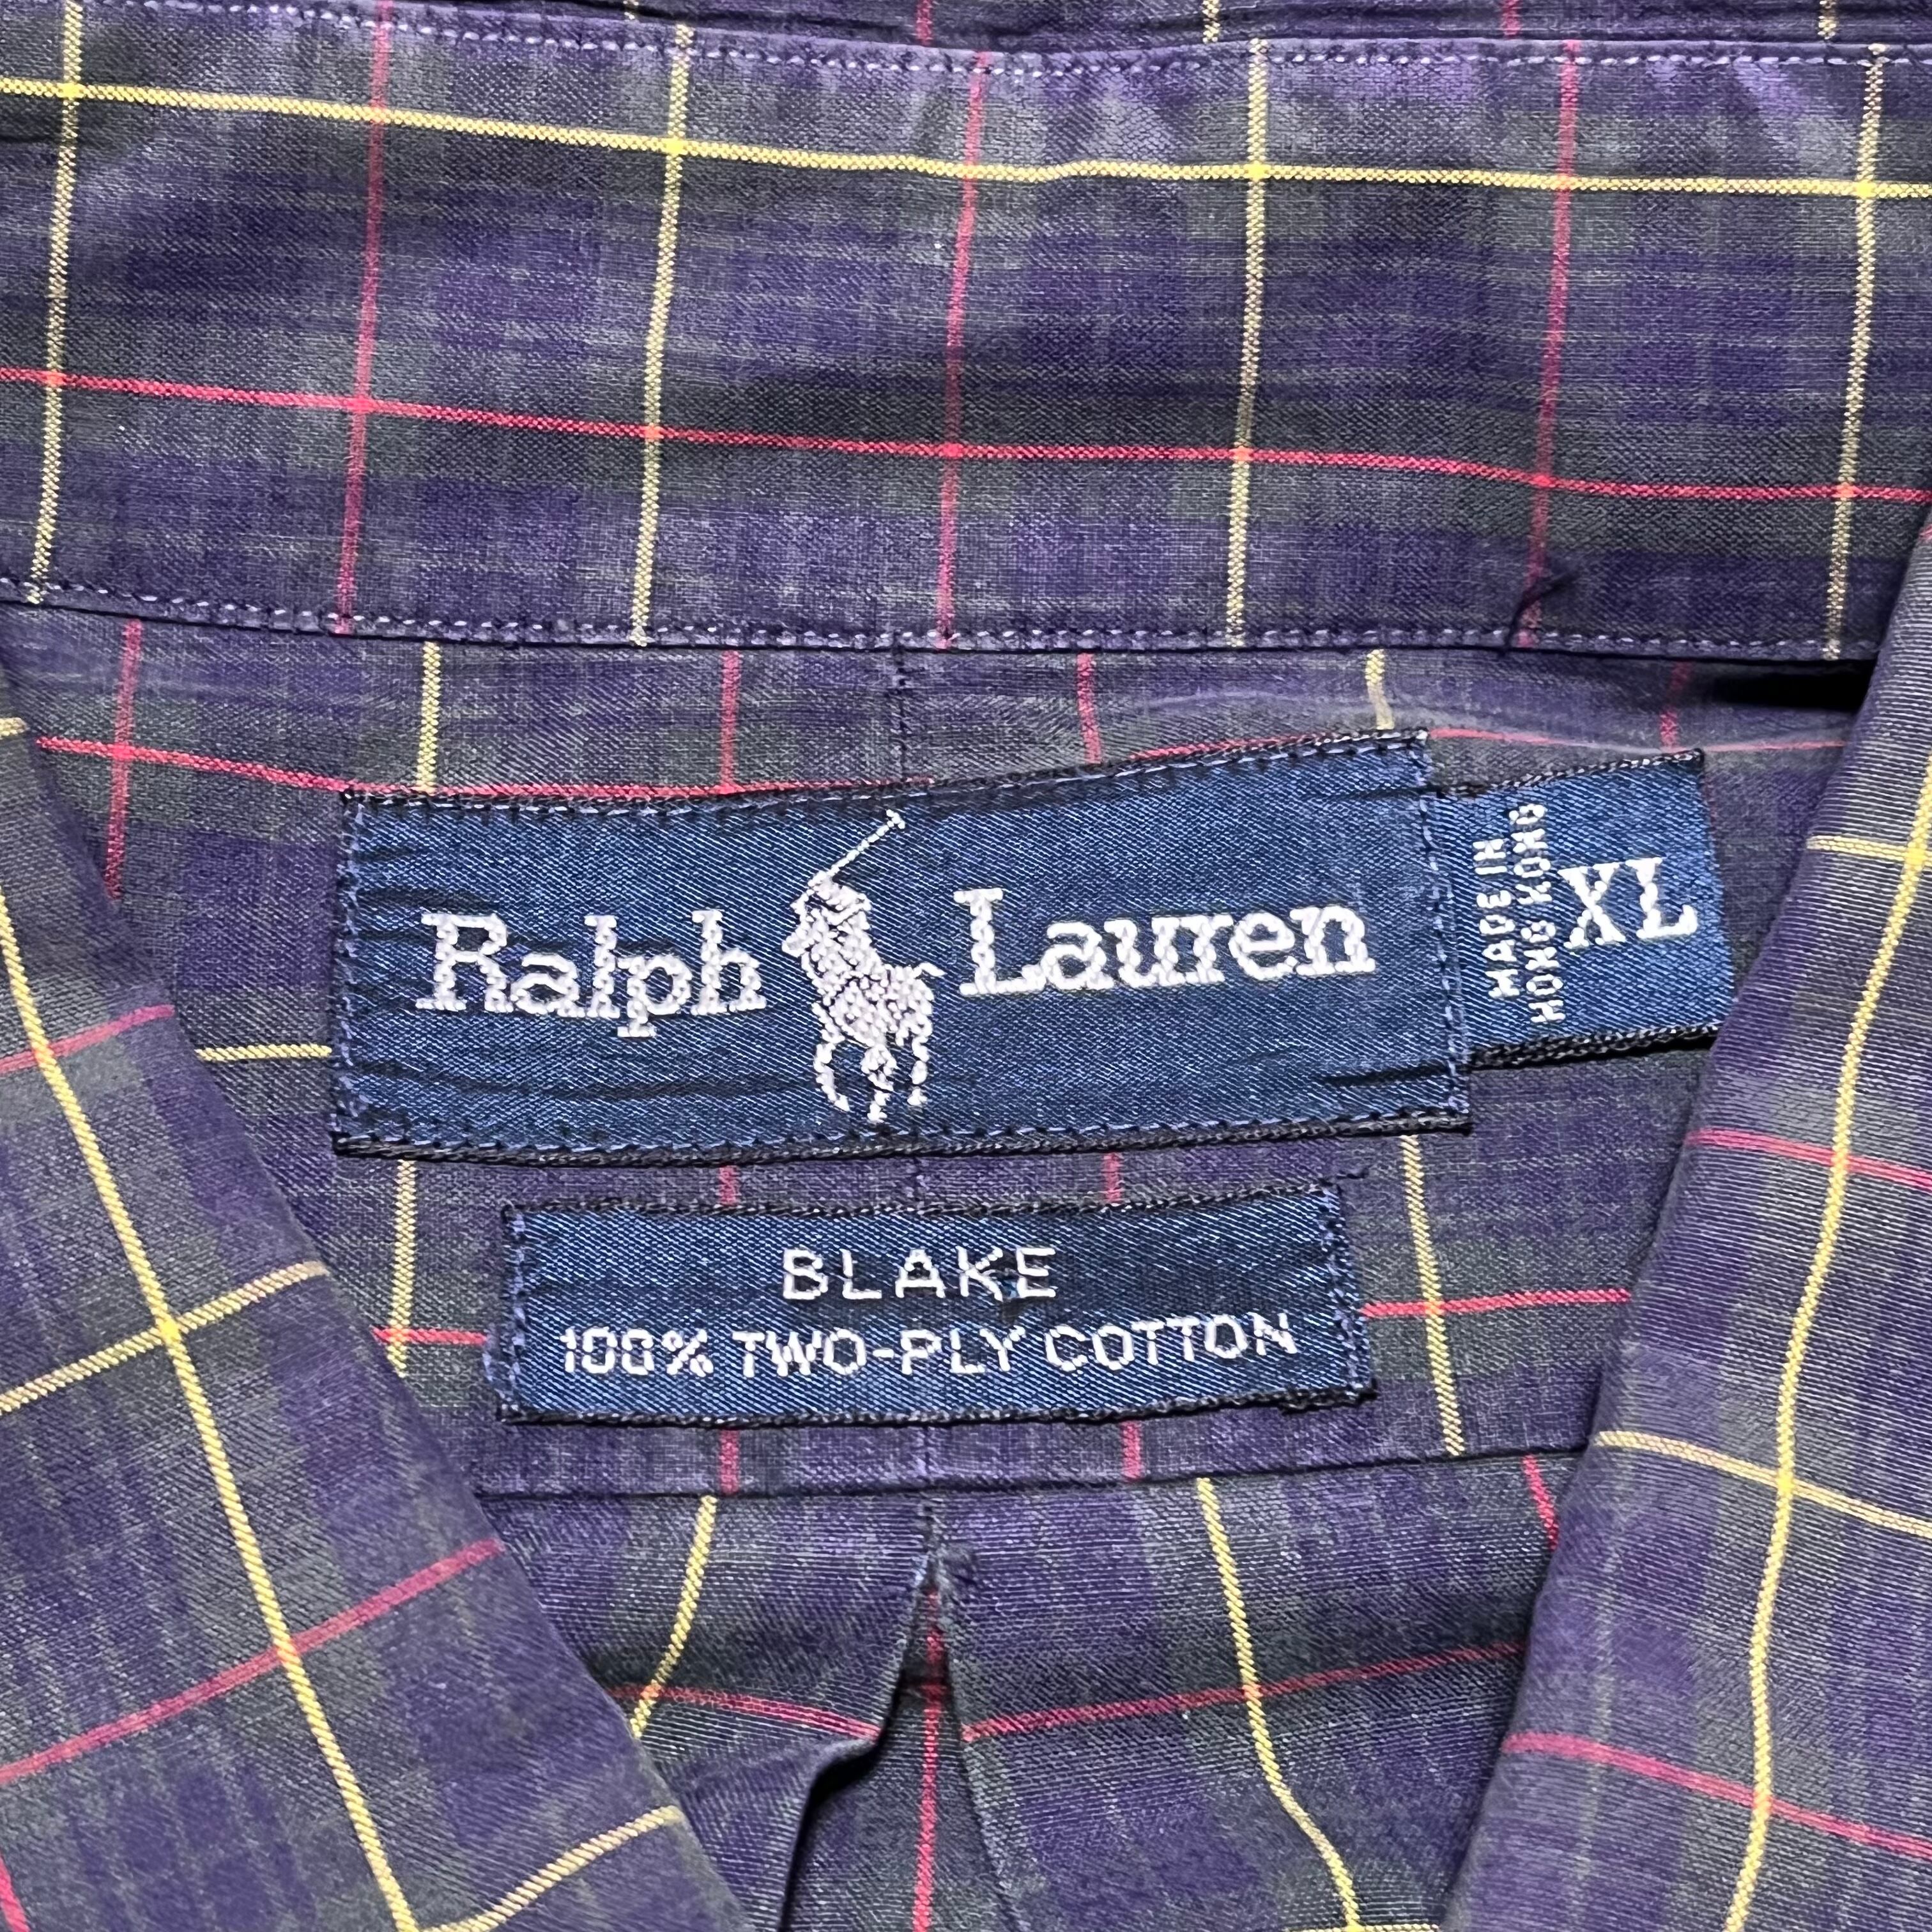 Ralph Lauren
MADE IN
HONG KONG
XL
BLAKE
100% TWO-PLY COTTON